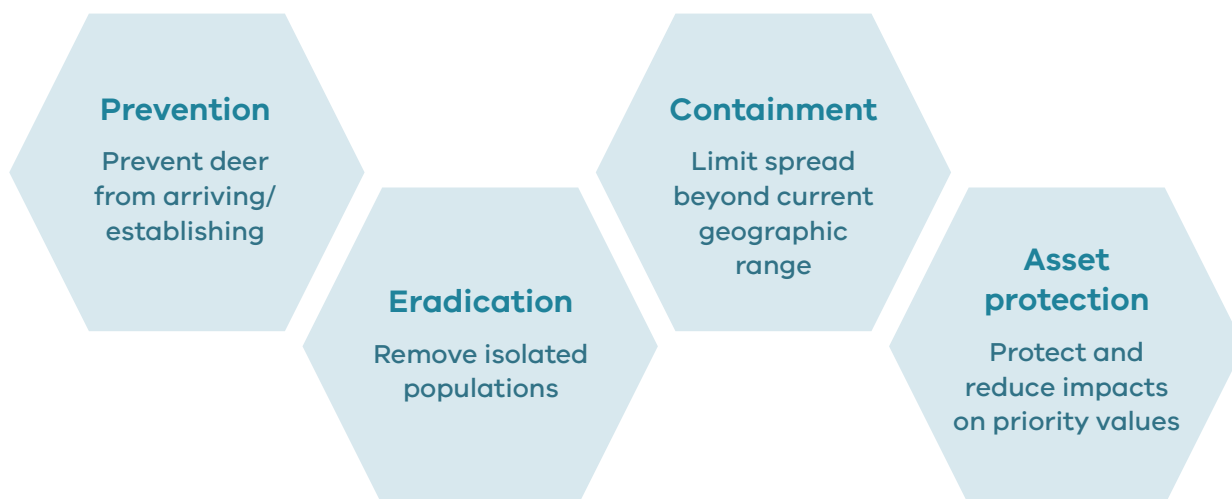 Prevention
Prevent deer
from arriving/
establishing
Eradication
Remove isolated
populations
Containment
Limit spread
beyond current
geographic
range
Asset
protection
Protect and
reduce impacts
on priority values